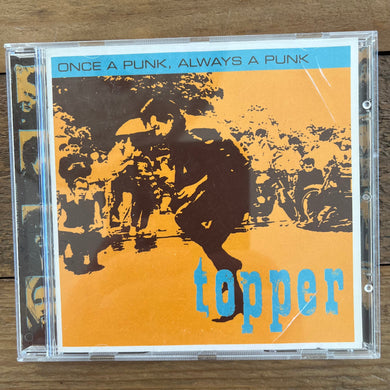 ONCE A PUNK, ALWAYS A PUNK
topper